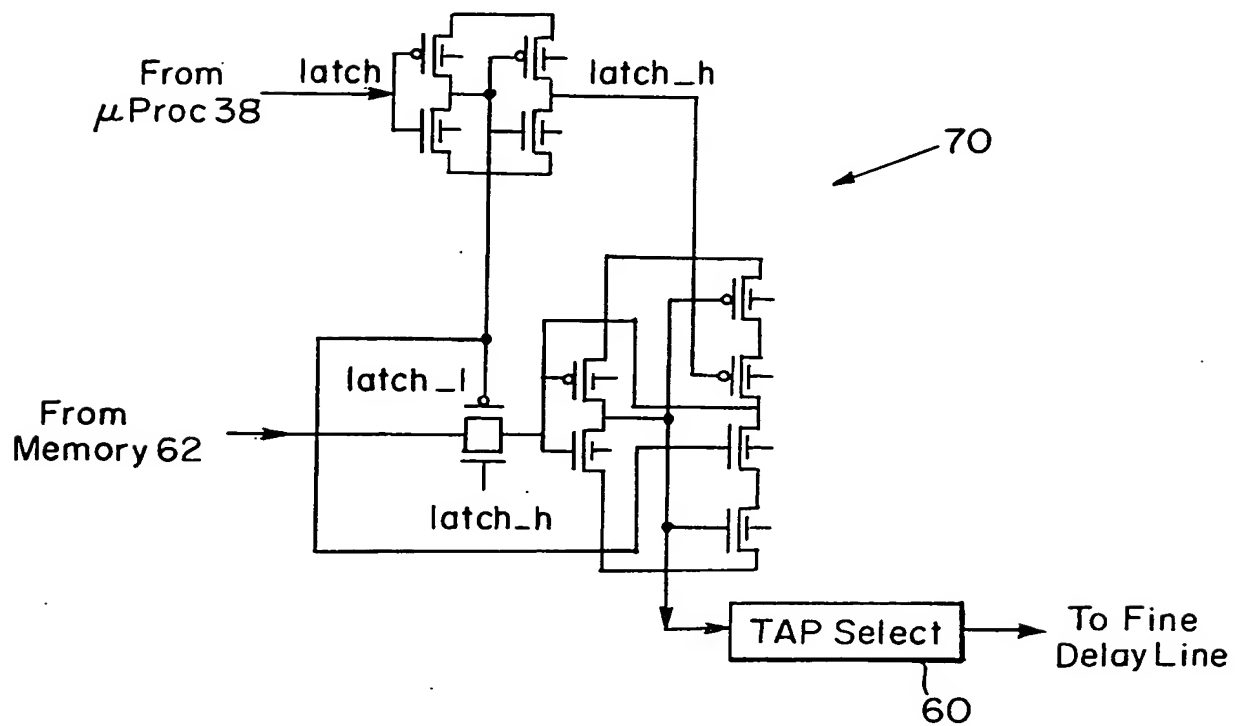 From
μProc 38
latch
latch_h
70
latch_l
From
Memory 62
latch_h
TAP Select
To Fine
Delay Line
60